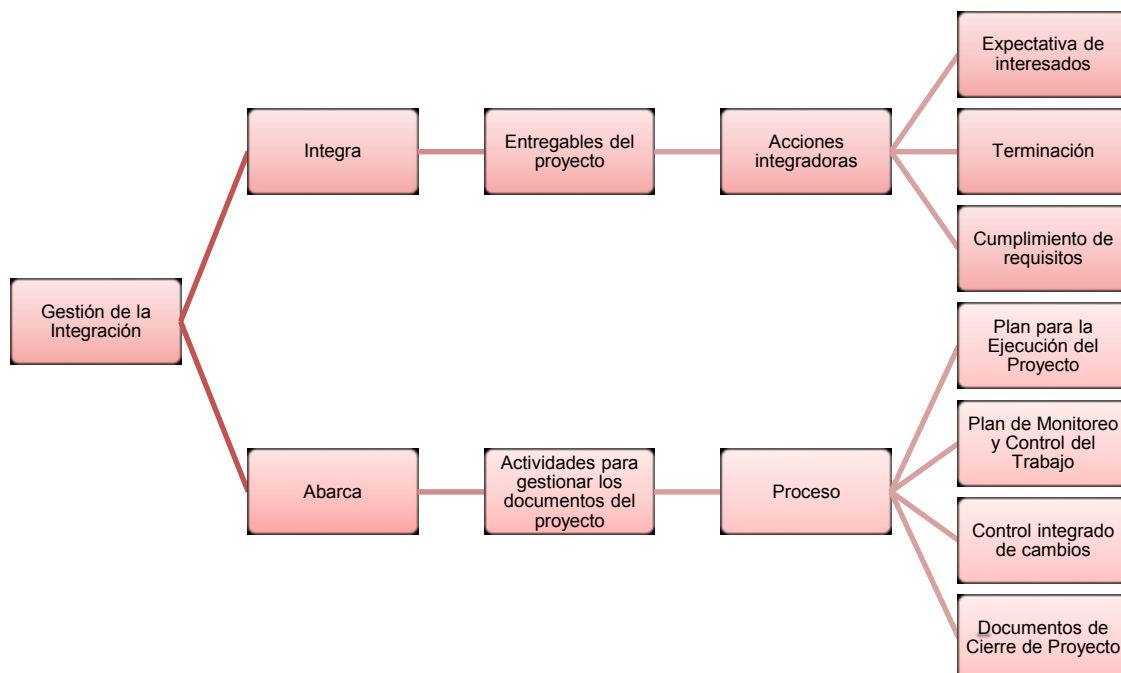 Gestión de la
Integración
Integra
Entregables del
proyecto
Acciones
integradoras
Expectativa de
interesados
Terminación
Cumplimiento de
requisitos
Abarca
Actividades para
gestionar los
documentos del
proyecto
Proceso
Plan para la
Ejecución del
Proyecto
Plan de Monitoreo
y Control del
Trabajo
Control integrado
de cambios
Documentos de
Cierre de Proyecto